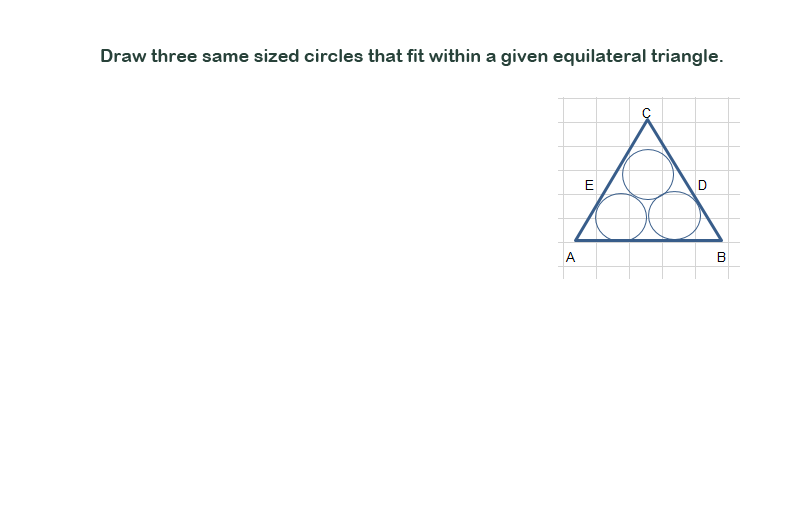 Draw three same sized circles that fit within a given equilateral triangle.
C
E D
A B